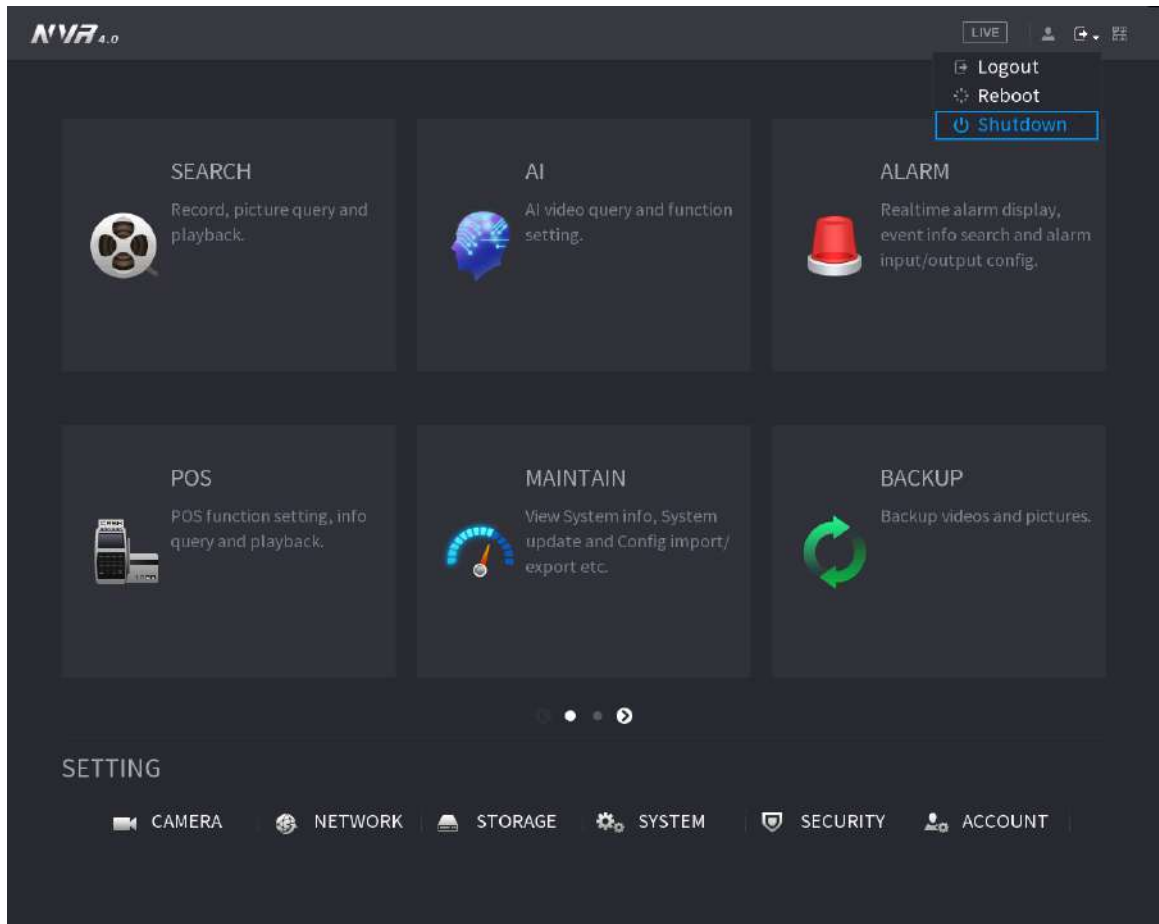 NVR 4.0
LIVE
Logout
Reboot
Shutdown
SEARCH
Record, picture query and
playback.
AI
AI video query and function
setting.
ALARM
Realtime alarm display,
event info search and alarm
input/output config.
POS
POS function setting, info
query and playback.
MAINTAIN
View System info, System
update and Config import/
export etc.
BACKUP
Backup videos and pictures.
SETTING
CAMERA
NETWORK
STORAGE
SYSTEM
SECURITY
ACCOUNT